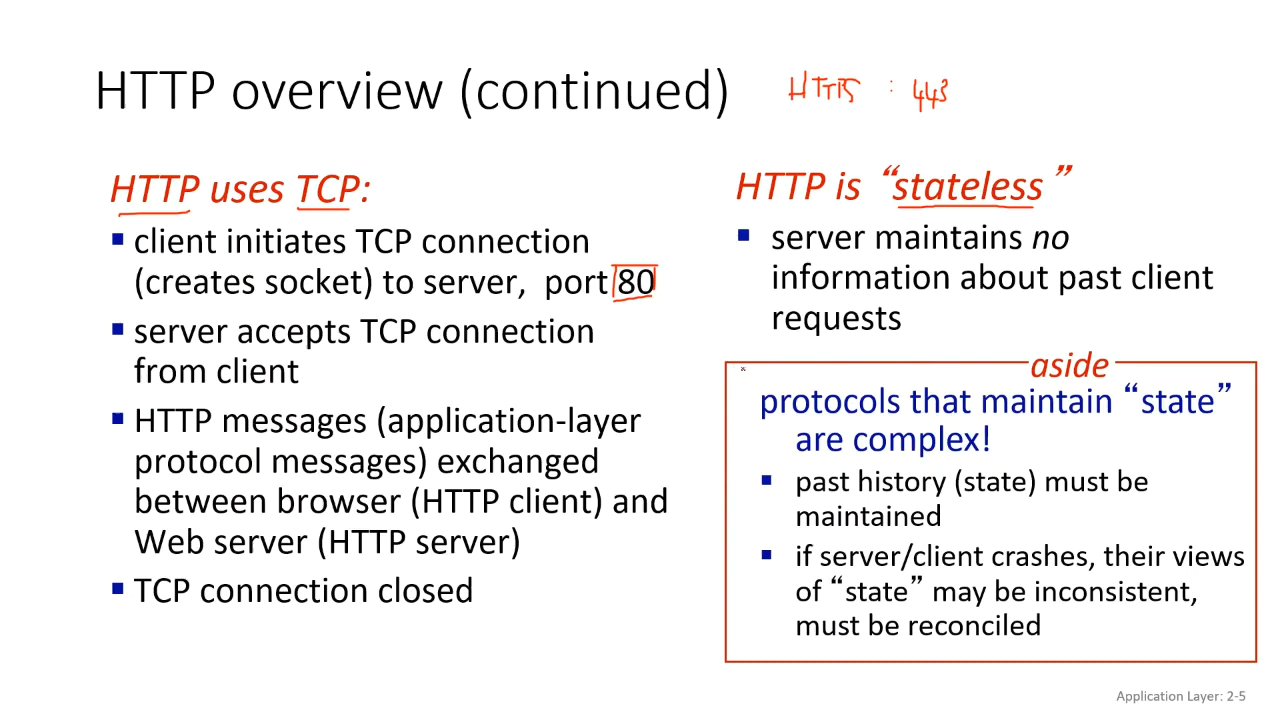 HTTP overview (continued)
HTTPS : 443
HTTP uses TCP:
▪ client initiates TCP connection
(creates socket) to server, port 80
▪ server accepts TCP connection
from client
▪ HTTP messages (application-layer
protocol messages) exchanged
between browser (HTTP client) and
Web server (HTTP server)
▪ TCP connection closed
HTTP is “stateless”
▪ server maintains no
information about past client
requests
aside
protocols that maintain “state”
are complex!
▪ past history (state) must be
maintained
▪ if server/client crashes, their views
of “state” may be inconsistent,
must be reconciled
Application Layer: 2-5